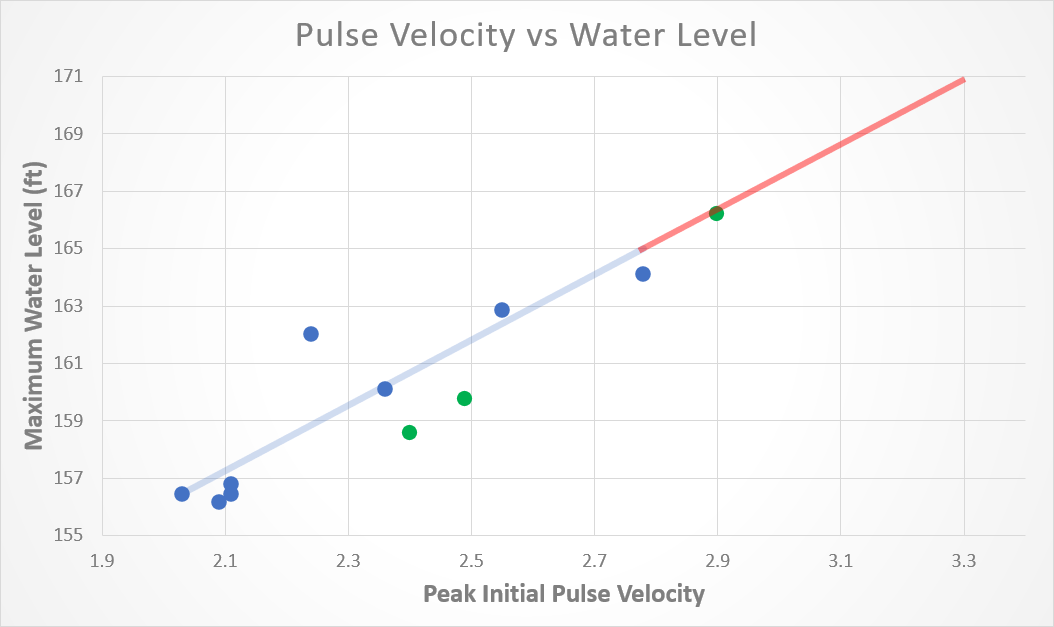 Pulse Velocity vs Water Level
171
169
167
165
163
161
159
157
155
Maximum Water Level (ft)
1.9 2.1 2.3 2.5 2.7 2.9 3.1 3.3
Peak Initial Pulse Velocity